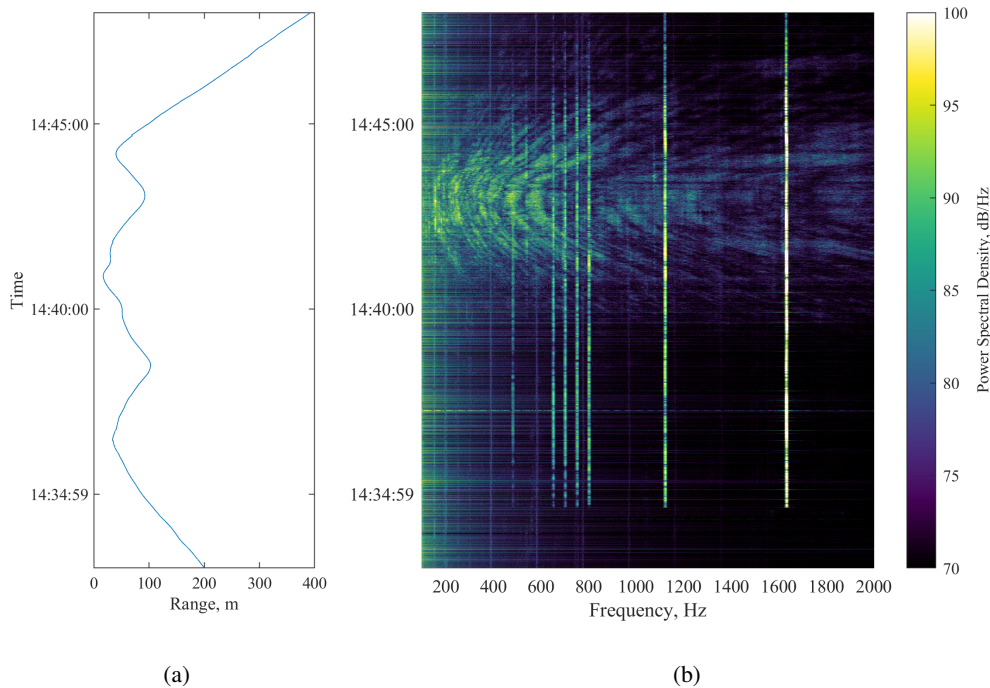 14:45:00
14:40:00
14:34:59
Time
0 100 200 300 400
Range, m
(a)
14:45:00
14:40:00
14:34:59
200 400 600 800 1000 1200 1400 1600 1800 2000
Frequency, Hz
(b)
100
95
90
85
80
75
70
Power Spectral Density, dB/Hz